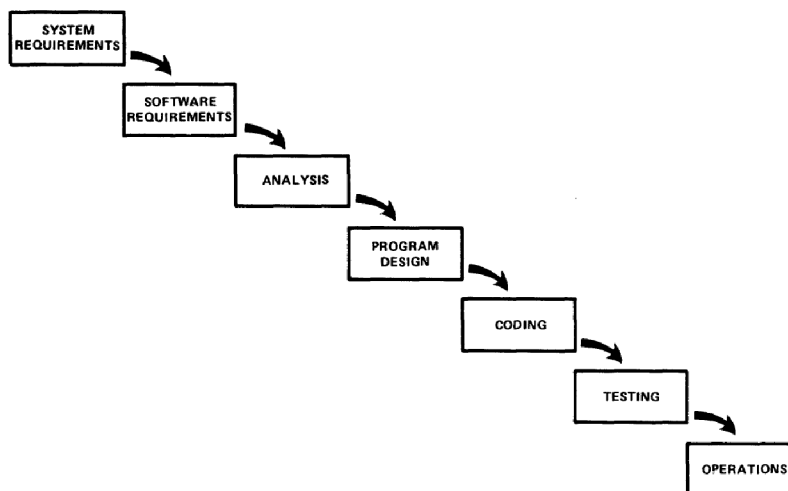 SYSTEM
REQUIREMENTS
SOFTWARE
REQUIREMENTS
ANALYSIS
PROGRAM
DESIGN
CODING
TESTING
OPERATIONS